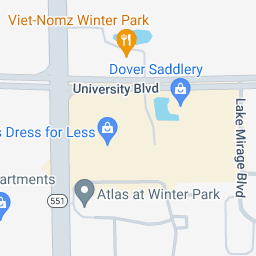 Viet-Nomz Winter Park
University Blvd
Dover Saddlery
Lake Mirage Blvd
s Dress for Less
partments
551
Atlas at Winter Park